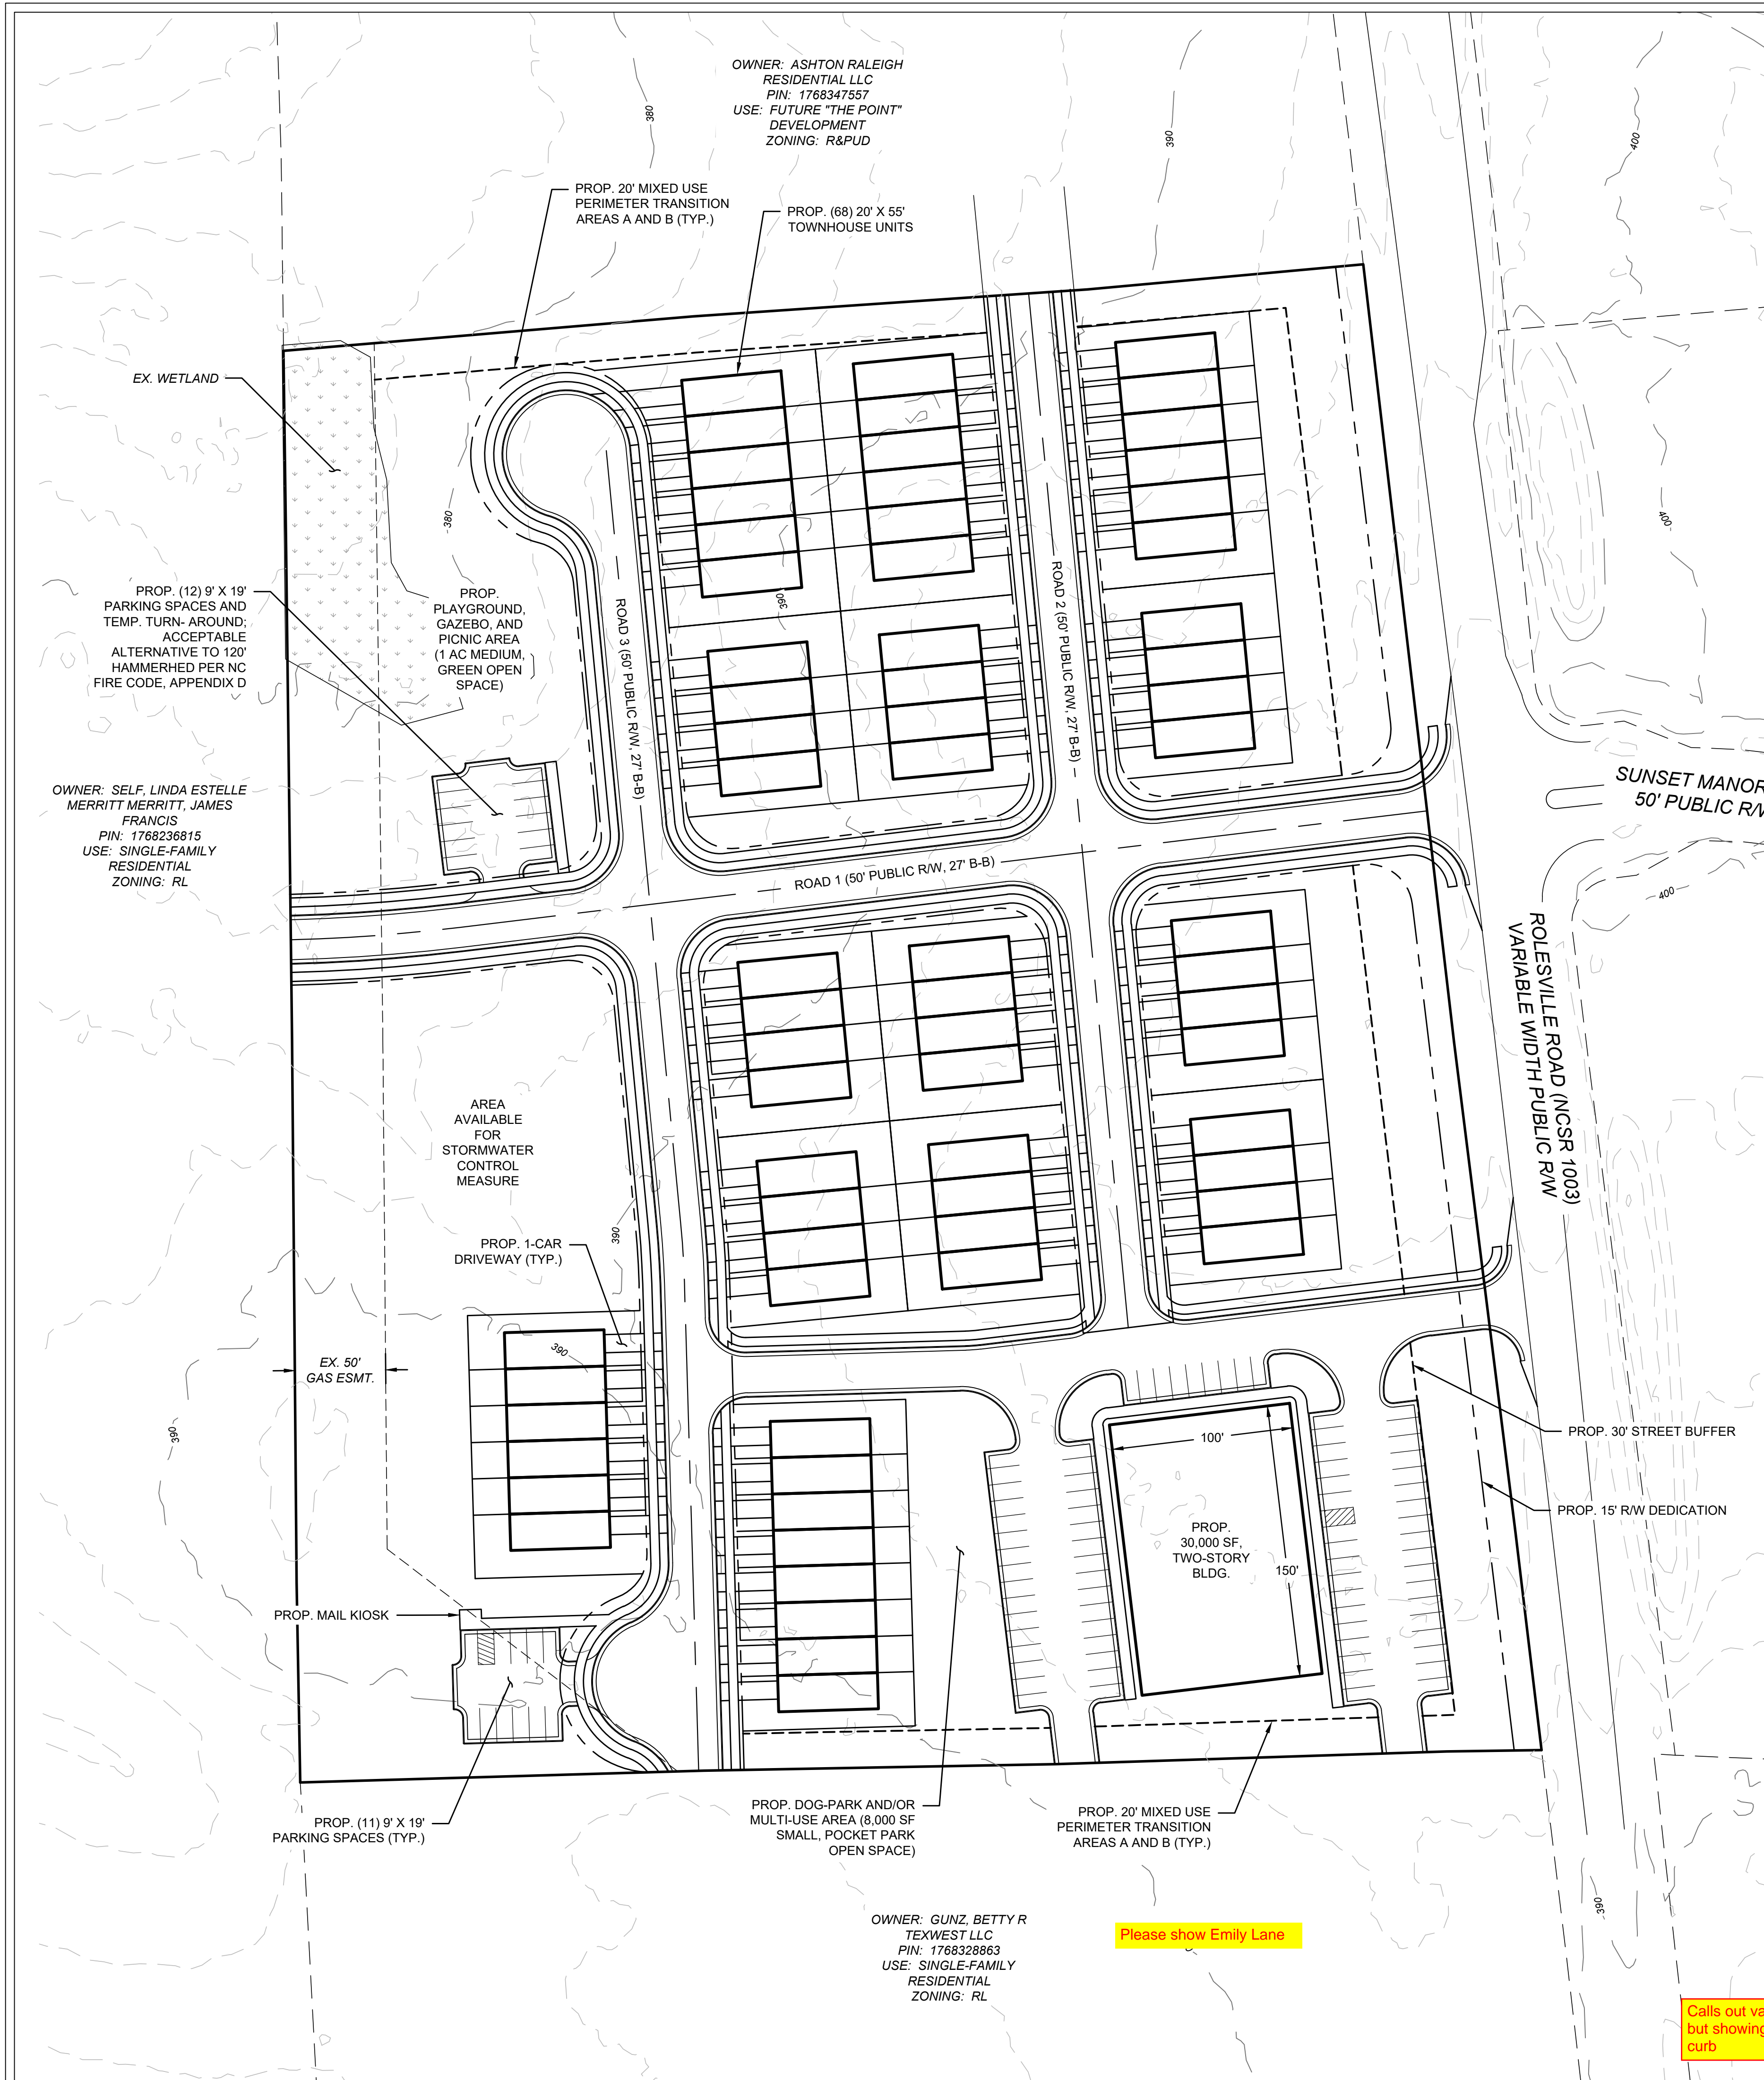 OWNER: ASHTON RALEIGH
RESIDENTIAL LLC
PIN: 1768347557
USE: FUTURE "THE POINT"
DEVELOPMENT
ZONING: R&PUD
380
390
400
PROP. 20' MIXED USE
PERIMETER TRANSITION
AREAS A AND B (TYP.)
PROP. (68) 20' X 55'
TOWNHOUSE UNITS
EX. WETLAND
380
400
PROP. (12) 9' X 19'
PARKING SPACES AND
TEMP. TURN- AROUND;
ACCEPTABLE
ALTERNATIVE TO 120'
HAMMERHED PER NC
FIRE CODE, APPENDIX D
PROP.
PLAYGROUND,
GAZEBO, AND
PICNIC AREA
(1 AC MEDIUM,
GREEN OPEN
SPACE)
390
ROAD 3 (50' PUBLIC R/W, 27' B-B)
ROAD 2 (50' PUBLIC R/W, 27' B-B)
OWNER: SELF, LINDA ESTELLE
MERRITT MERRITT, JAMES
FRANCIS
PIN: 1768236815
USE: SINGLE-FAMILY
RESIDENTIAL
ZONING: RL
SUNSET MANOR
50' PUBLIC R/W
ROAD 1 (50' PUBLIC R/W, 27' B-B)
400
ROLESVILLE ROAD (NCSR 1003)
VARIABLE WIDTH PUBLIC R/W
AREA
AVAILABLE
FOR
STORMWATER
CONTROL
MEASURE
390
PROP. 1-CAR
DRIVEWAY (TYP.)
390
EX. 50'
GAS ESMT.
390
100'
150'
PROP.
30,000 SF,
TWO-STORY
BLDG.
PROP. 30' STREET BUFFER
PROP. 15' R/W DEDICATION
PROP. MAIL KIOSK
PROP. (11) 9' X 19'
PARKING SPACES (TYP.)
PROP. DOG-PARK AND/OR
MULTI-USE AREA (8,000 SF
SMALL, POCKET PARK
OPEN SPACE)
PROP. 20' MIXED USE
PERIMETER TRANSITION
AREAS A AND B (TYP.)
390
OWNER: GUNZ, BETTY R
TEXWEST LLC
PIN: 1768328863
USE: SINGLE-FAMILY
RESIDENTIAL
ZONING: RL
Please show Emily Lane
Calls out va
but showing
curb